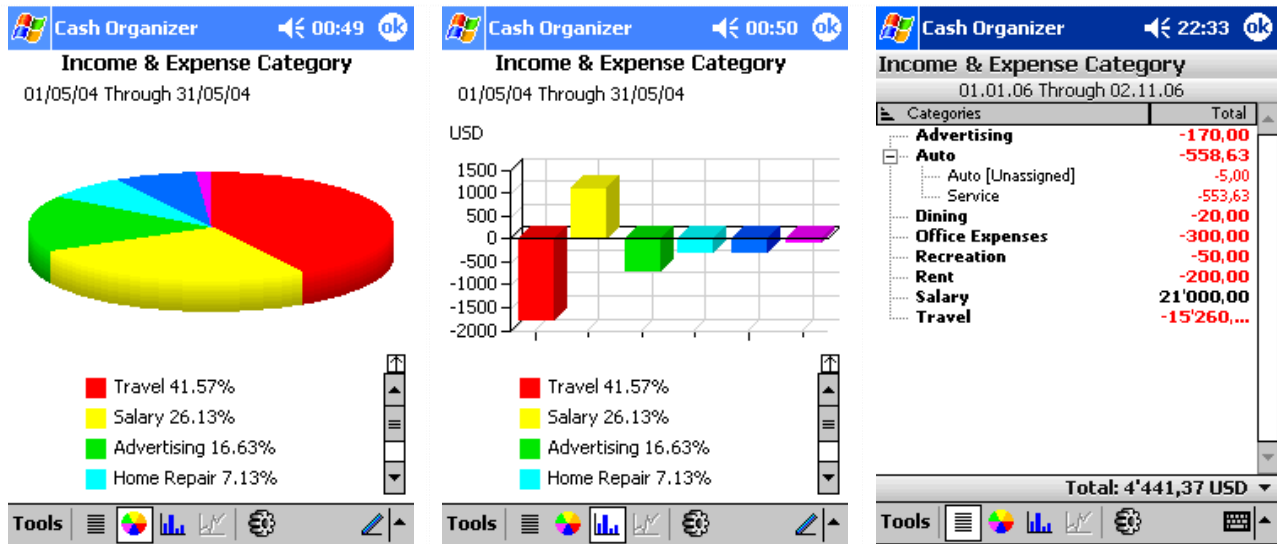 Cash Organizer 00:49 ok
Income & Expense Category
01/05/04 Through 31/05/04
Travel 41.57%
Salary 26.13%
Advertising 16.63%
Home Repair 7.13%
Tools
Cash Organizer 00:50 ok
Income & Expense Category
01/05/04 Through 31/05/04
USD
1500
1000
500
0
-500
-1000
-1500
-2000
Travel 41.57%
Salary 26.13%
Advertising 16.63%
Home Repair 7.13%
Tools
Cash Organizer 22:33 ok
Income & Expense Category
01.01.06 Through 02.11.06
Categories Total
Advertising -170,00
Auto -558,63
Auto [Unassigned] -5,00
Service -553,63
Dining -20,00
Office Expenses -300,00
Recreation -50,00
Rent -200,00
Salary 21'000,00
Travel -15'260,...
Total: 4'441,37 USD
Tools